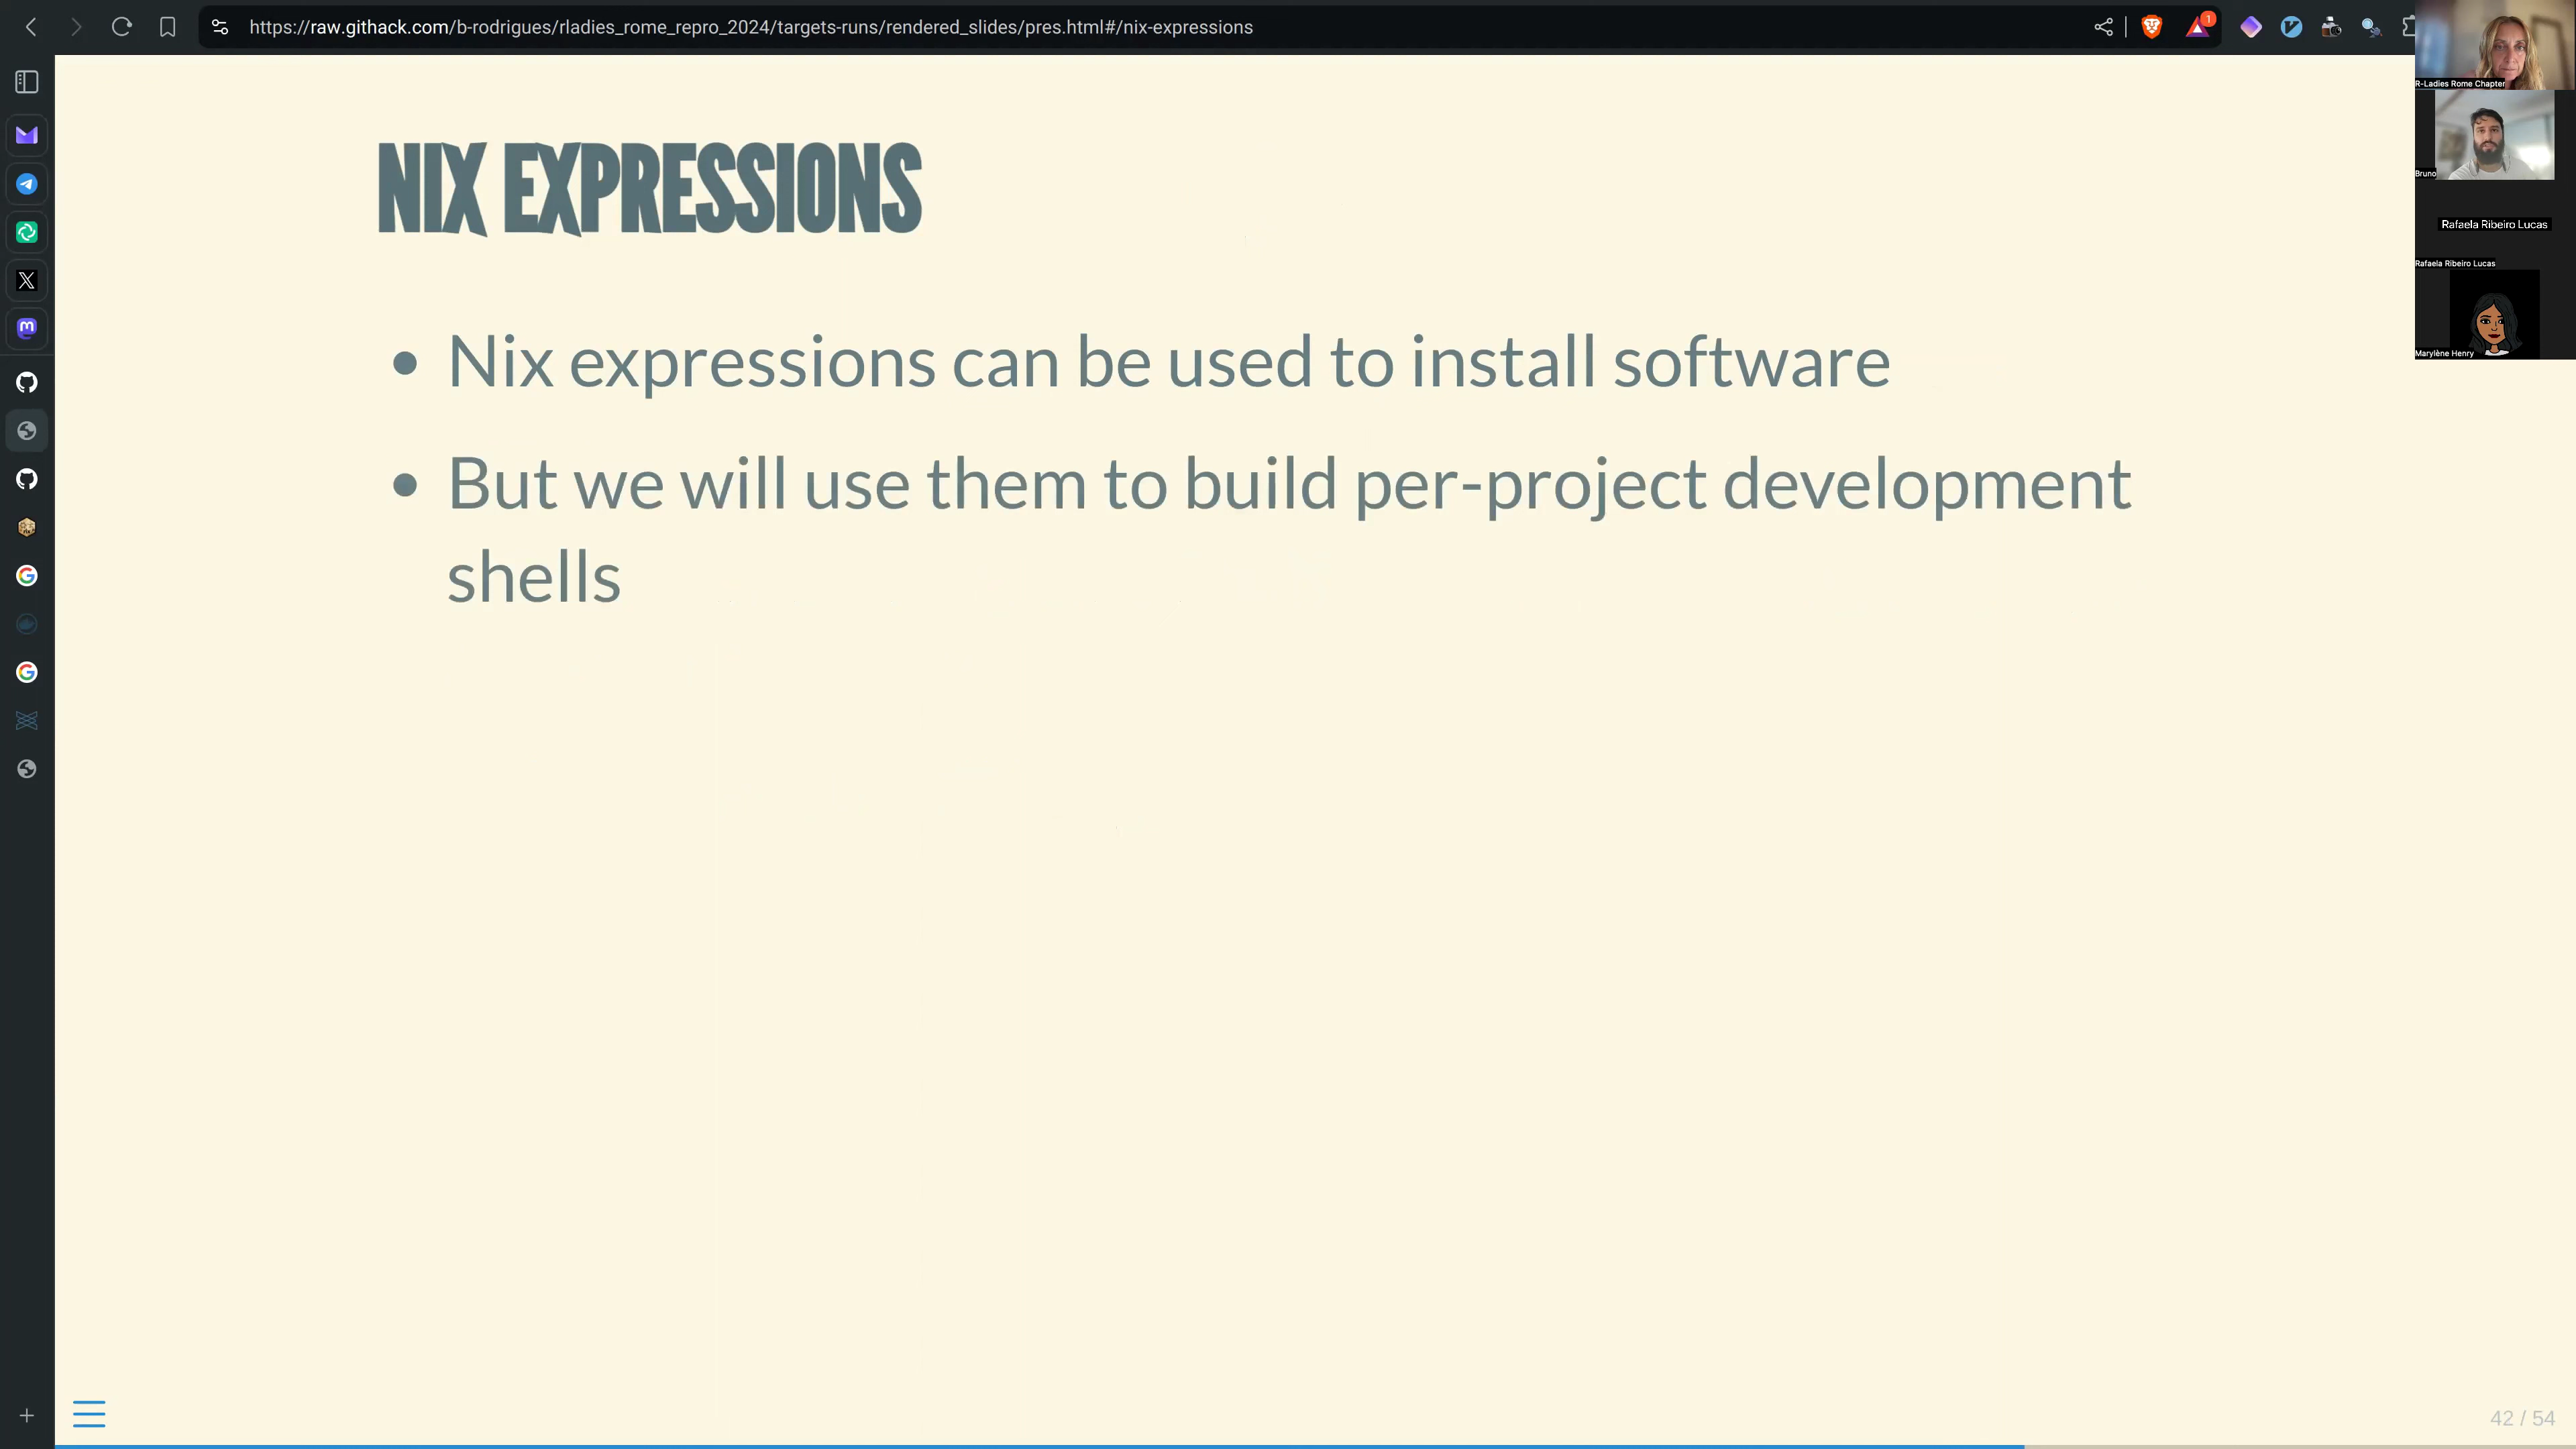 https://raw.githack.com/b-rodrigues/rladies_rome_repro_2024/targets-runs/rendered_slides/pres.html#/nix-expressions
1
R-Ladies Rome Chapter
Bruno
Rafaela Ribeiro Lucas
Rafaela Ribeiro Lucas
Marylène Henry
NIX EXPRESSIONS
• Nix expressions can be used to install software
• But we will use them to build per-project development
shells
42 / 54